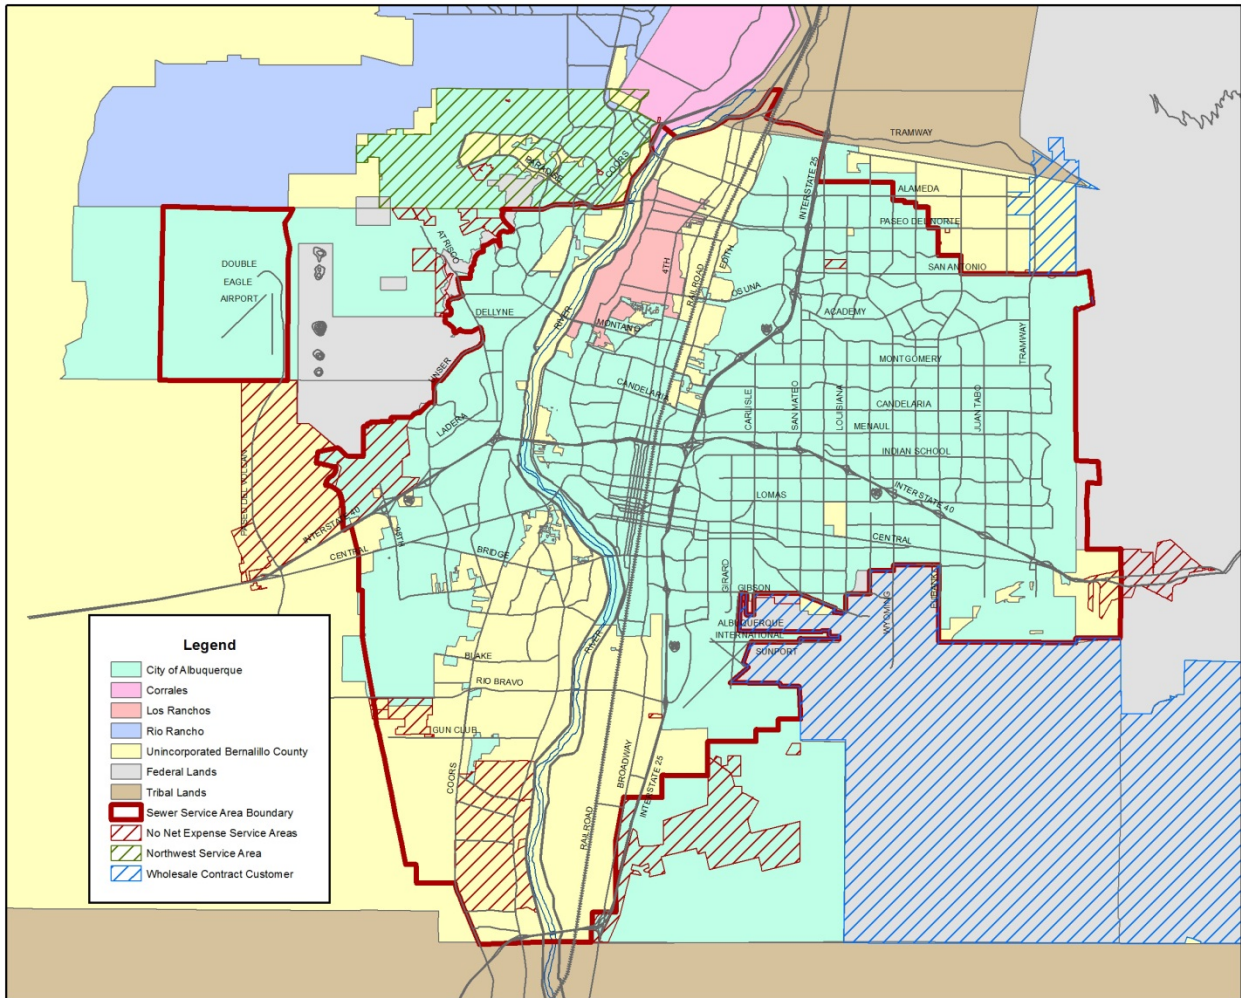 TRAMWAY
PARADISE
COORS
INTERSTATE 25
ALAMEDA
PASEO DEL NORTE
ATRISCO
4TH
EDITH
SAN ANTONIO
DOUBLE
EAGLE
AIRPORT
RAILROAD
OSUNA
DELLYNE
RIVER
MONTANO
ACADEMY
TRAMWAY
UNSER
MONTGOMERY
CANDELARIA
CARLISLE
SAN MATEO
LOUISIANA
CANDELARIA
JUAN TABO
LADERA
MENAUL
INDIAN SCHOOL
PASEO DEL VOLCAN
INTERSTATE 40
LOMAS
INTERSTATE 40
98TH
CENTRAL
BRIDGE
CENTRAL
GIRARD
GIBSON
WYOMING
EUBANK
ALBUQUERQUE
INTERNATIONAL
SUNPORT
RIVER
BLAKE
RIO BRAVO
GUN CLUB
COORS
BROADWAY
INTERSTATE 25
RAILROAD
Legend
City of Albuquerque
Corrales
Los Ranchos
Rio Rancho
Unincorporated Bernalillo County
Federal Lands
Tribal Lands
Sewer Service Area Boundary
No Net Expense Service Areas
Northwest Service Area
Wholesale Contract Customer